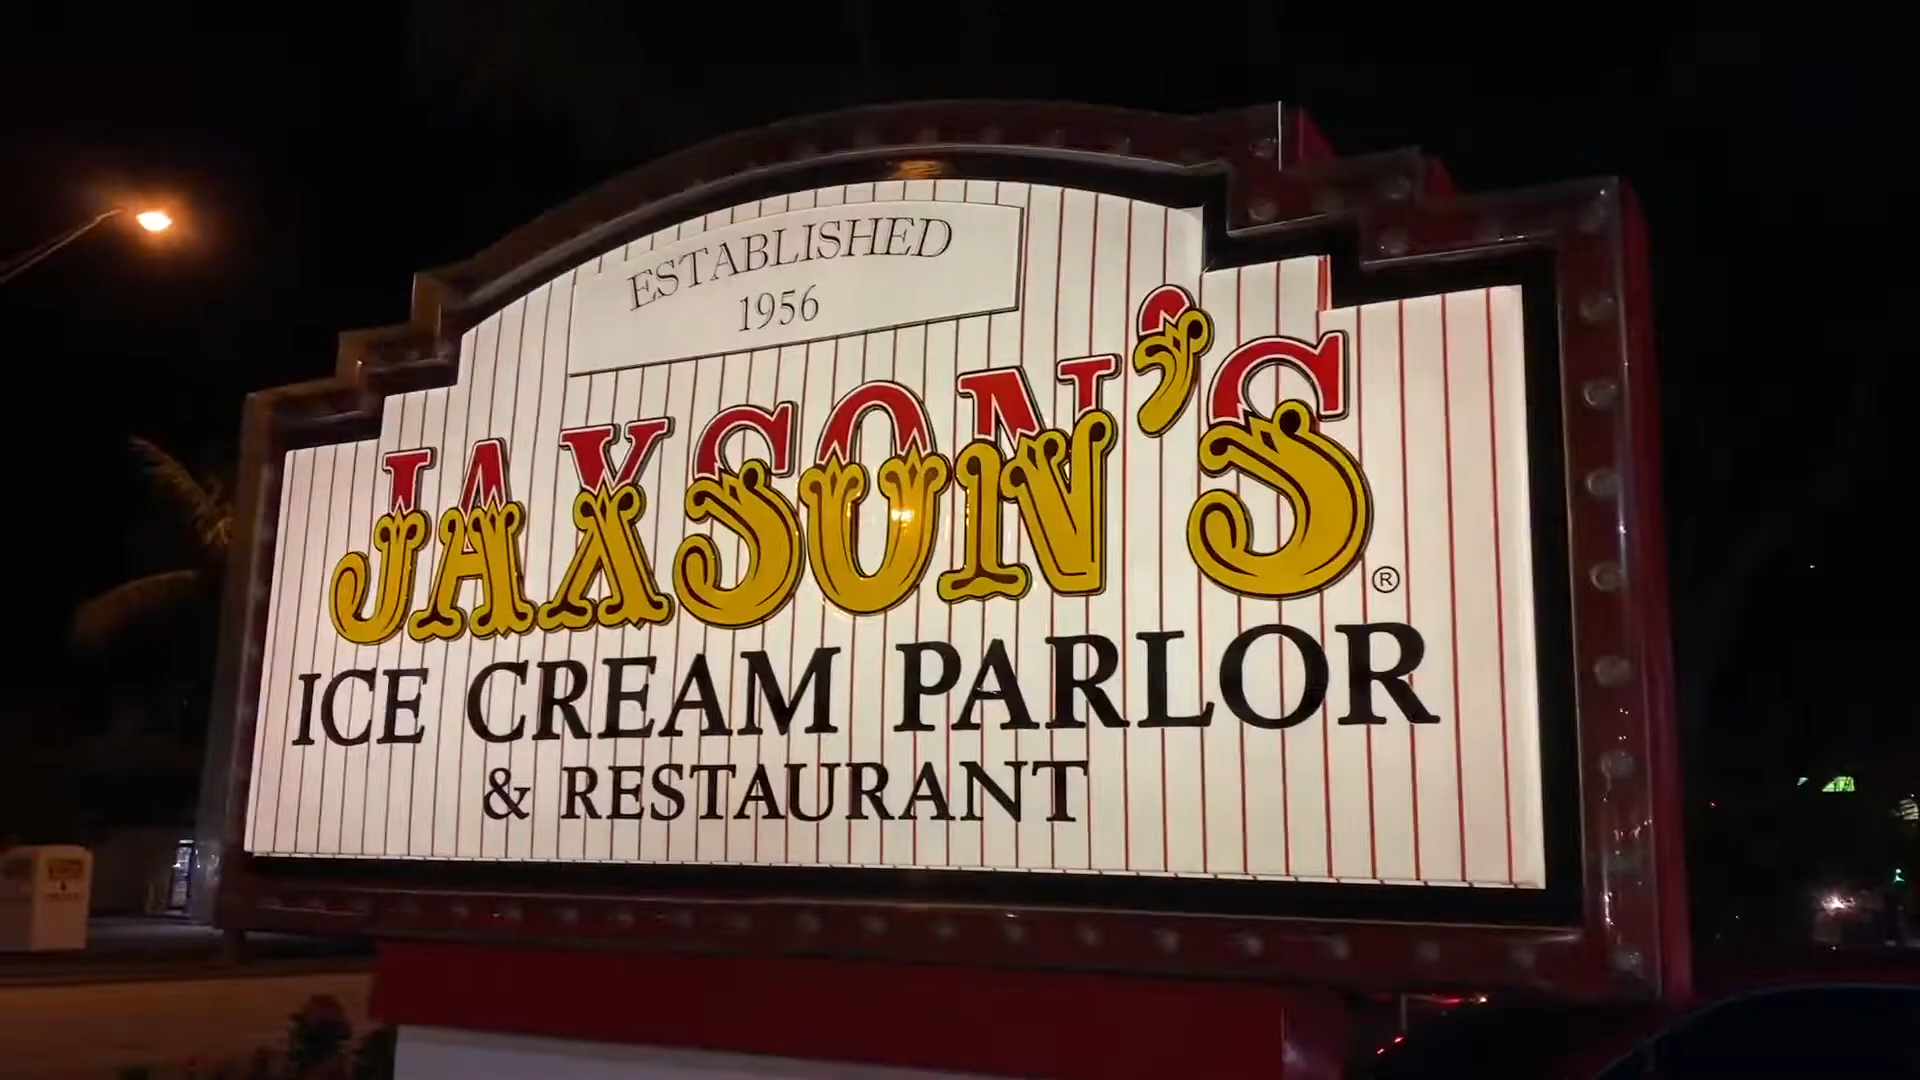 ESTABLISHED
1956
JAXSON'S
®
ICE CREAM PARLOR
& RESTAURANT